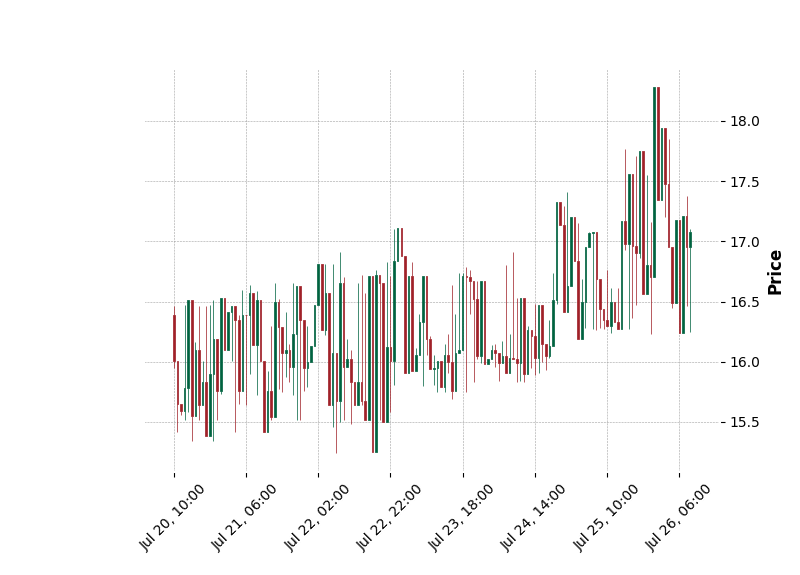 18.0
17.5
17.0
16.5
16.0
15.5
Price
Jul 20, 10:00
Jul 21, 06:00
Jul 22, 02:00
Jul 22, 22:00
Jul 23, 18:00
Jul 24, 14:00
Jul 25, 10:00
Jul 26, 06:00